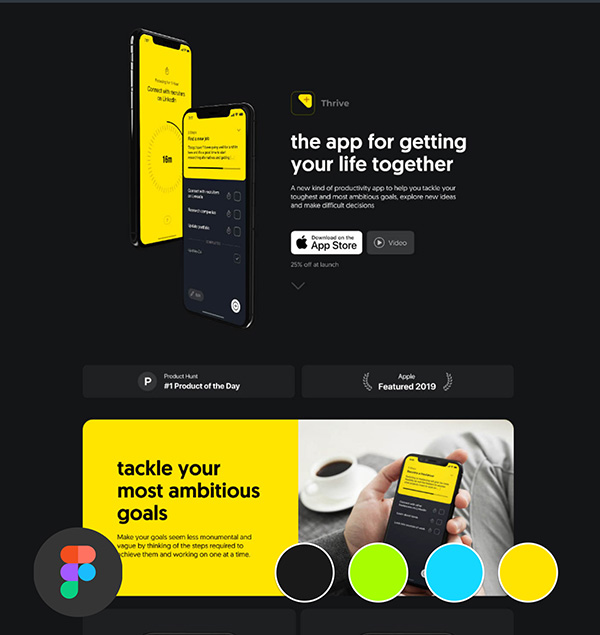 Connect with recruiters
on LinkedIn
16m
Find a new job
Connect with recruiters
on LinkedIn
Research companies
Update portfolio
Thrive
the app for getting
your life together
A new kind of productivity app to help you tackle your
toughest and most ambitious goals, explore new ideas
and make difficult decisions
Download on the
App Store
Video
25% off at launch
P
Product Hunt
#1 Product of the Day
Apple
Featured 2019
tackle your
most ambitious
goals
Make your goals seem less monumental and
vague by thinking of the steps required to
achieve them and working on one at a time.